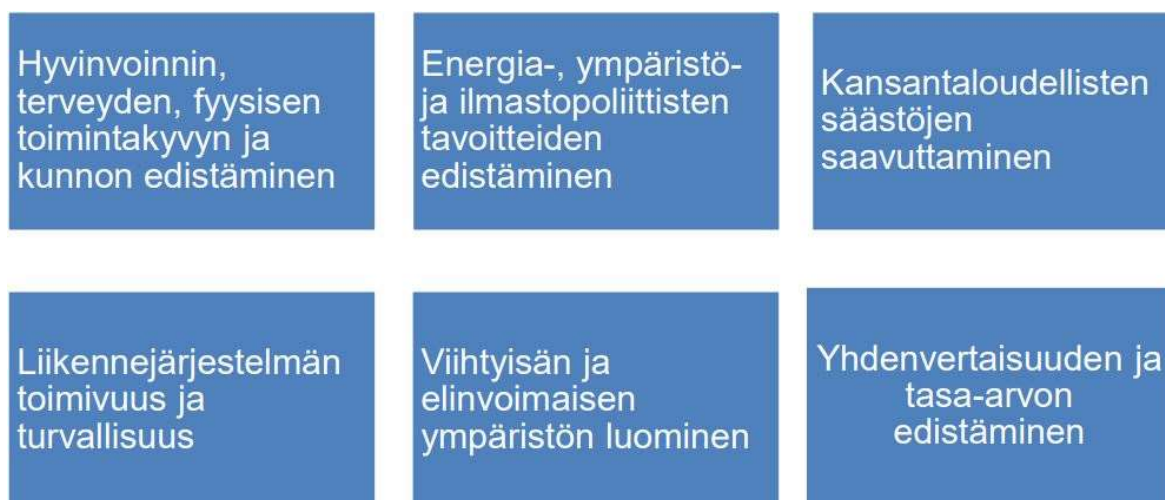 Hyvinvoinnin,
terveyden, fyysisen
toimintakyvyn ja
kunnon edistäminen
Energia-, ympäristö-
ja ilmastopoliittisten
tavoitteiden
edistäminen
Kansantaloudellisten
säästöjen
saavuttaminen
Liikennejärjestelmän
toimivuus ja
turvallisuus
Viihtyisän ja
elinvoimaisen
ympäristön luominen
Yhdenvertaisuuden ja
tasa-arvon
edistäminen